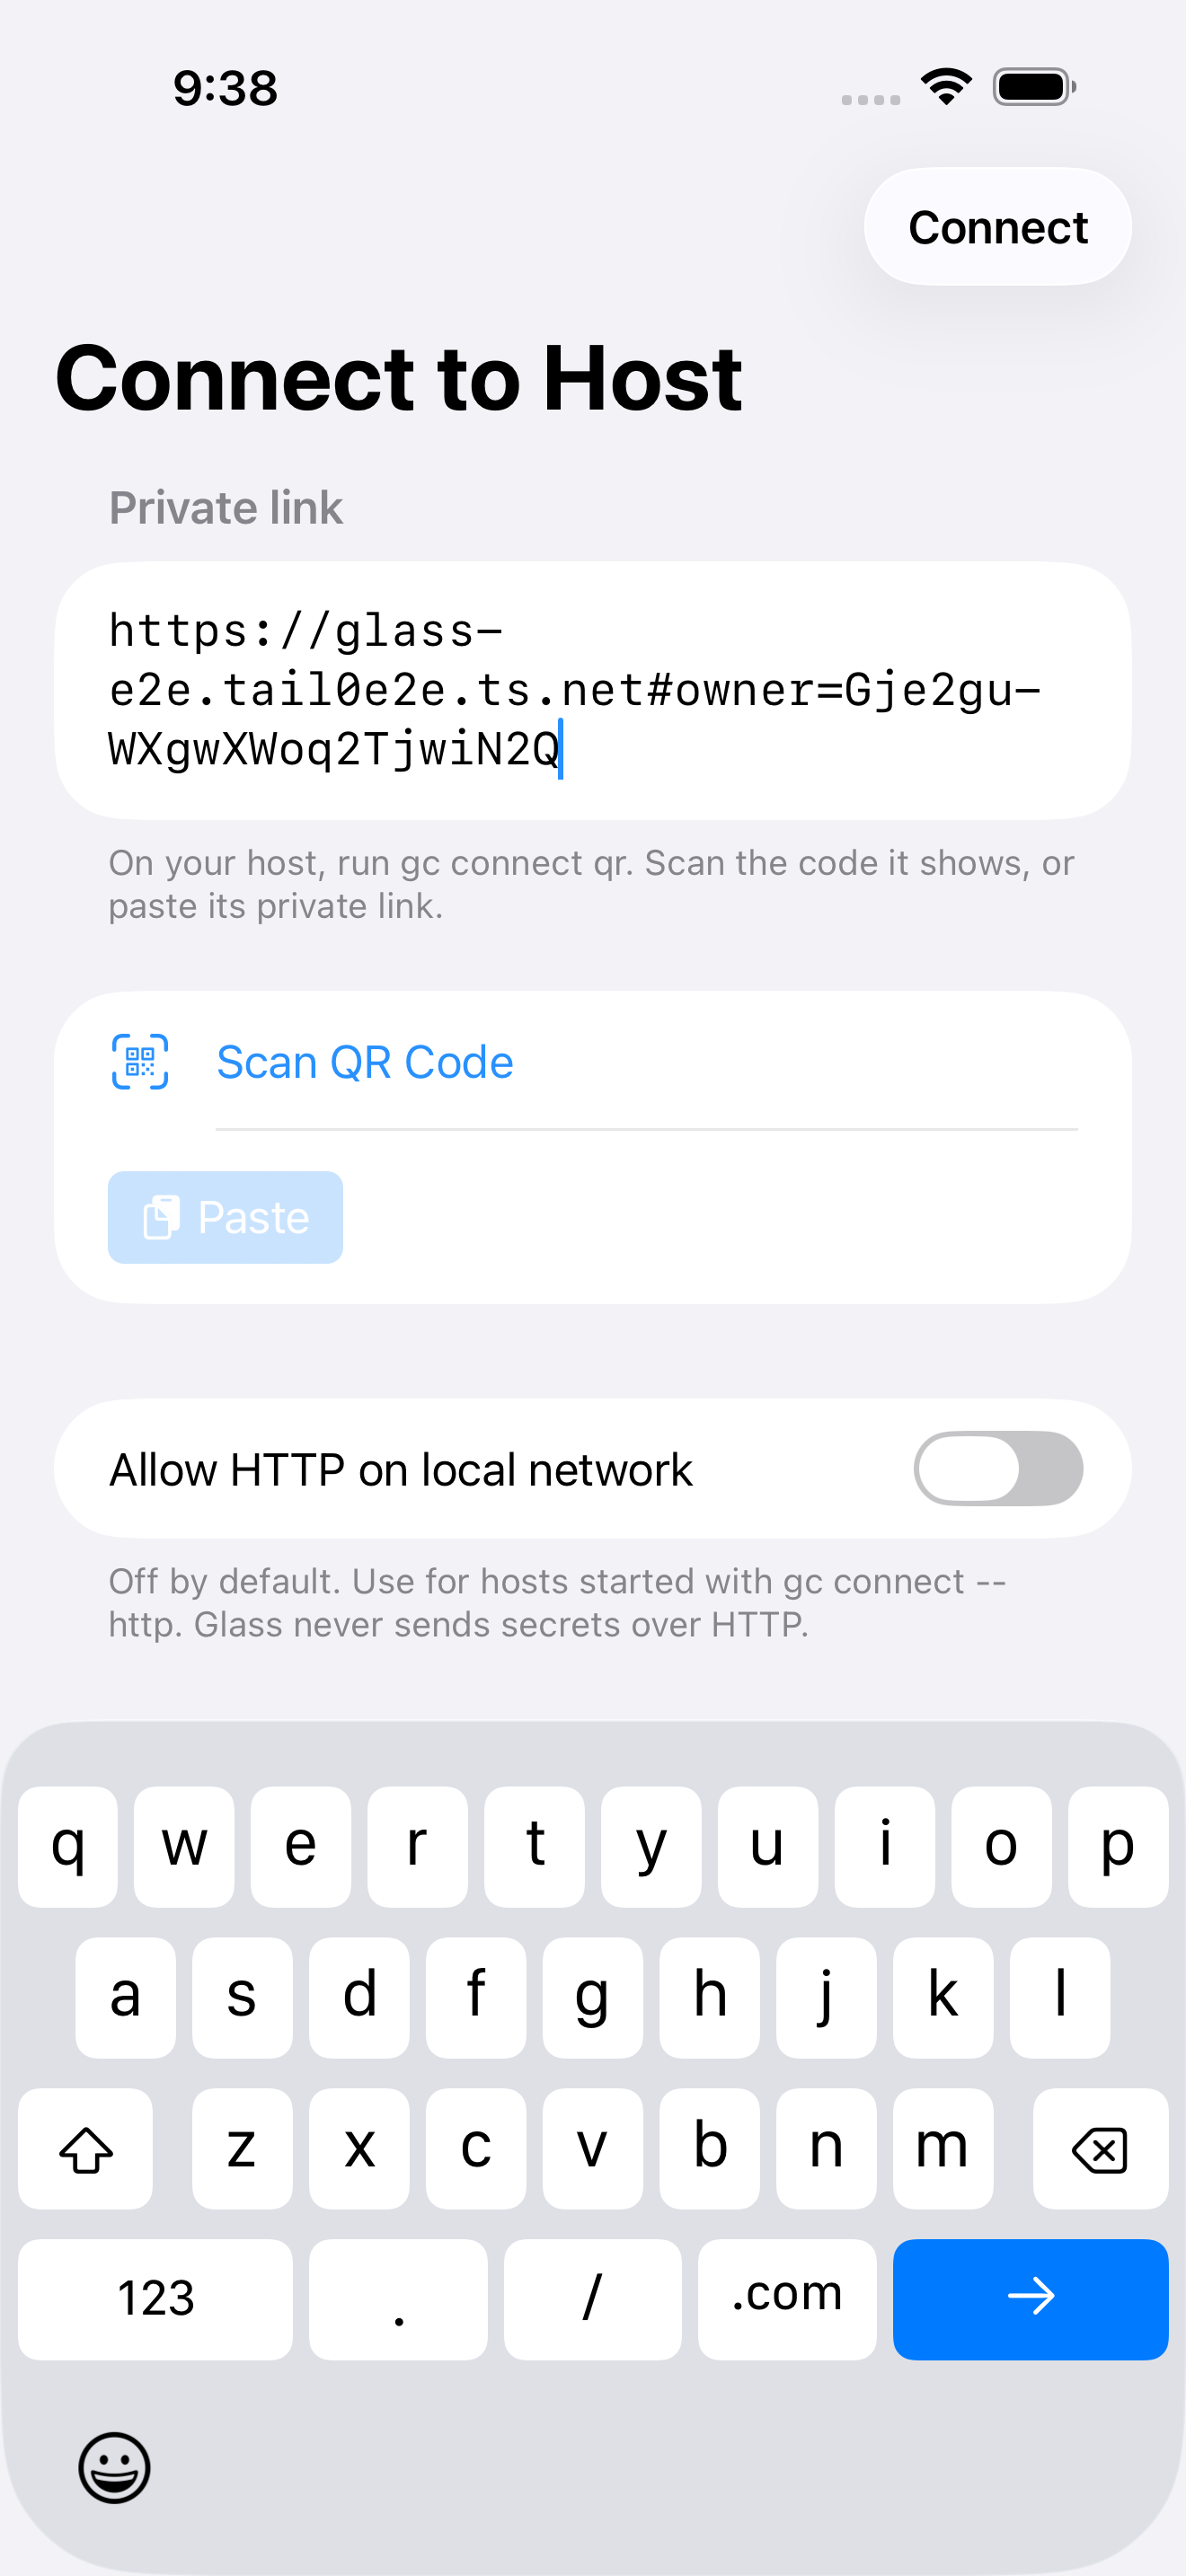 9:38
Connect
Connect to Host
Private link
https://glass-
e2e.tail0e2e.ts.net#owner=Gje2gu-
WXgwXWoq2TjwiN2Q
On your host, run gc connect qr. Scan the code it shows, or
paste its private link.
Scan QR Code
Paste
Allow HTTP on local network
Off by default. Use for hosts started with gc connect --
http. Glass never sends secrets over HTTP.
q w e r t y u i o p
a s d f g h j k l
z x c v b n m
123 . / .com